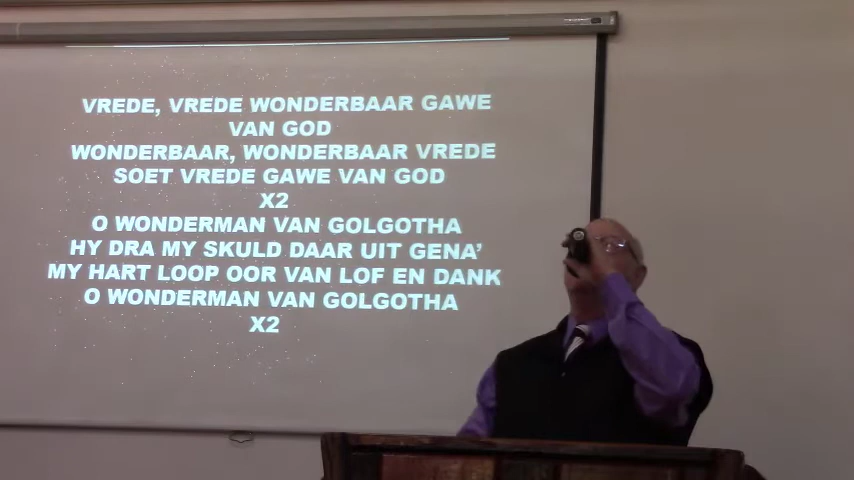 VREDE, VREDE WONDERBAAR GAWE
VAN GOD
WONDERBAAR, WONDERBAAR VREDE
SOET VREDE GAWE VAN GOD
X2
O WONDERMAN VAN GOLGOTHA
HY DRA MY SKULD DAAR UIT GENA’
MY HART LOOP OOR VAN LOF EN DANK
O WONDERMAN VAN GOLGOTHA
X2